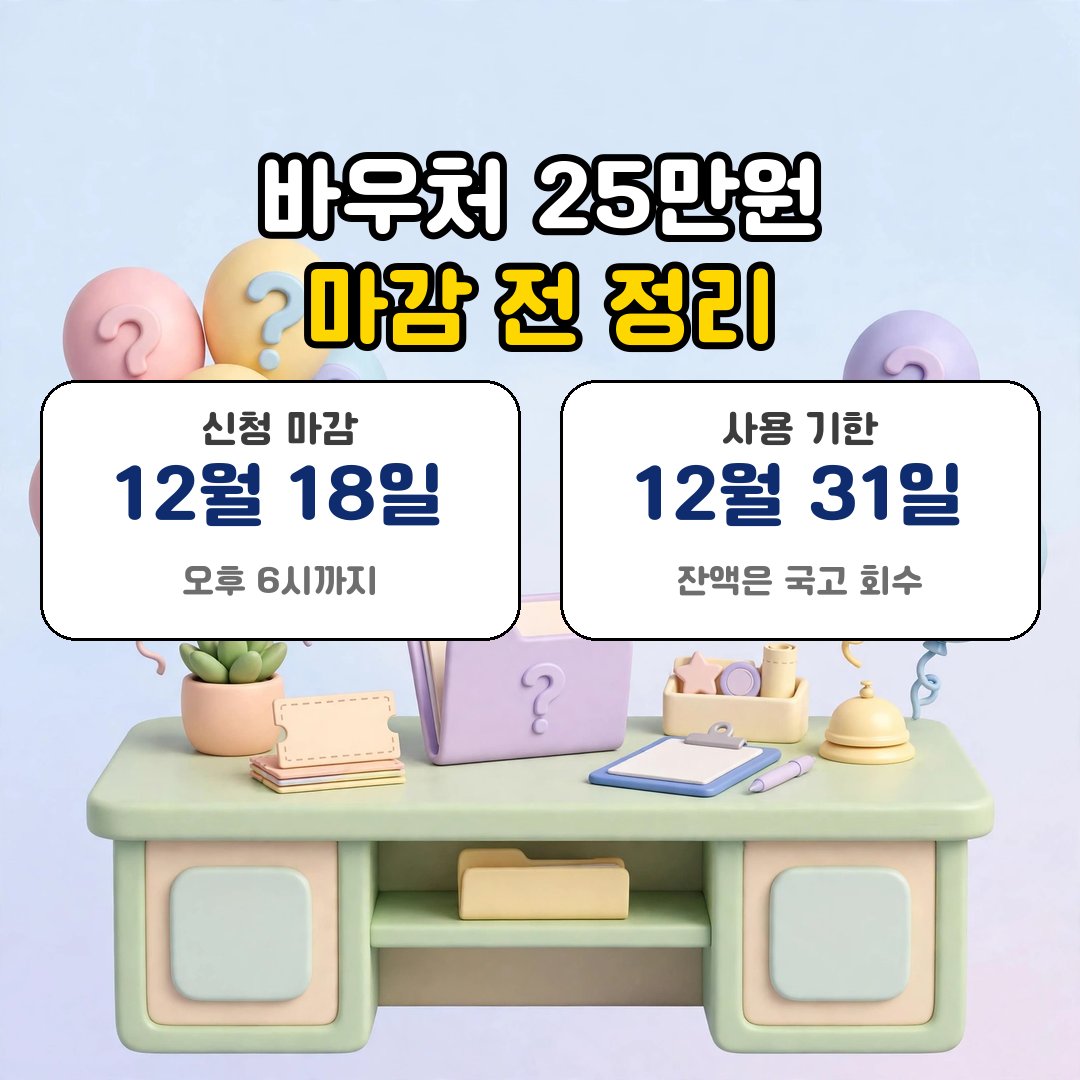 바우처 25만원
마감 전 정리
신청 마감
12월 18일
오후 6시까지
사용 기한
12월 31일
잔액은 국고 회수